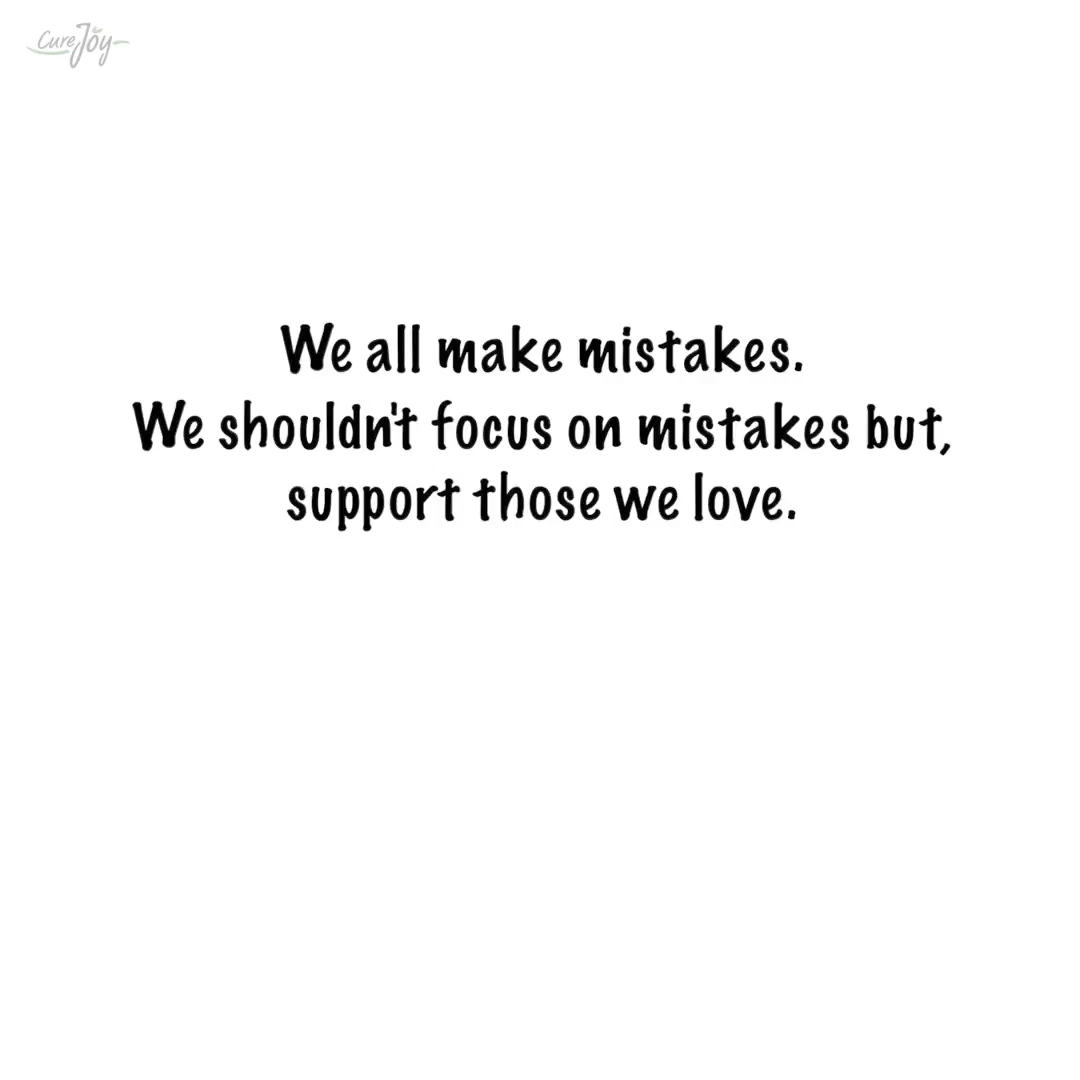 CureJoy
We all make mistakes.
We shouldn't focus on mistakes but,
support those we love.